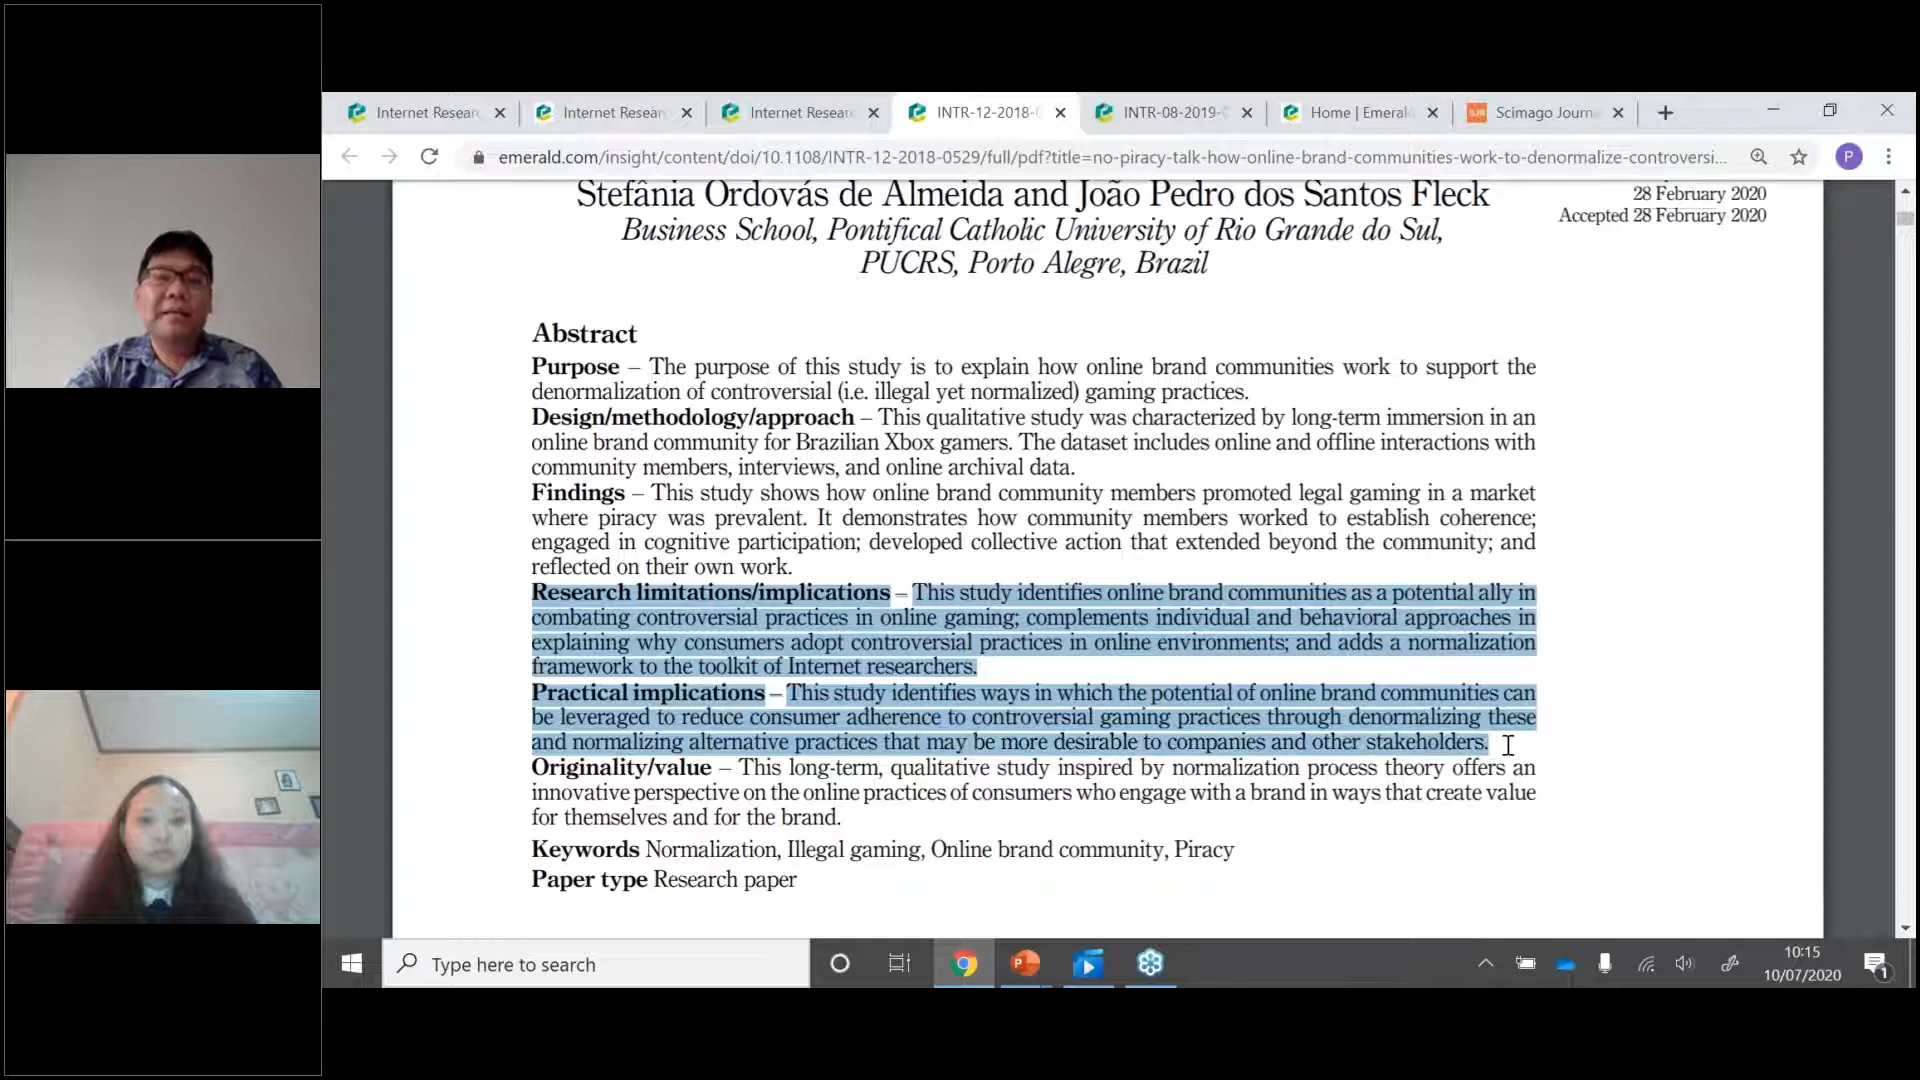 Internet Resear
Internet Resear
Internet Resear
INTR-12-2018-0
INTR-08-2019-0
Home | Emeral
Scimago Journ
emerald.com/insight/content/doi/10.1108/INTR-12-2018-0529/full/pdf?title=no-piracy-talk-how-online-brand-communities-work-to-denormalize-controversi...
P
Stefânia Ordovás de Almeida and João Pedro dos Santos Fleck
Business School, Pontifical Catholic University of Rio Grande do Sul,
PUCRS, Porto Alegre, Brazil
28 February 2020
Accepted 28 February 2020
Abstract
Purpose – The purpose of this study is to explain how online brand communities work to support the
denormalization of controversial (i.e. illegal yet normalized) gaming practices.
Design/methodology/approach – This qualitative study was characterized by long-term immersion in an
online brand community for Brazilian Xbox gamers. The dataset includes online and offline interactions with
community members, interviews, and online archival data.
Findings – This study shows how online brand community members promoted legal gaming in a market
where piracy was prevalent. It demonstrates how community members worked to establish coherence;
engaged in cognitive participation; developed collective action that extended beyond the community; and
reflected on their own work.
Research limitations/implications – This study identifies online brand communities as a potential ally in
combating controversial practices in online gaming; complements individual and behavioral approaches in
explaining why consumers adopt controversial practices in online environments; and adds a normalization
framework to the toolkit of Internet researchers.
Practical implications – This study identifies ways in which the potential of online brand communities can
be leveraged to reduce consumer adherence to controversial gaming practices through denormalizing these
and normalizing alternative practices that may be more desirable to companies and other stakeholders.
Originality/value – This long-term, qualitative study inspired by normalization process theory offers an
innovative perspective on the online practices of consumers who engage with a brand in ways that create value
for themselves and for the brand.
Keywords Normalization, Illegal gaming, Online brand community, Piracy
Paper type Research paper
Type here to search
10:15
10/07/2020
1